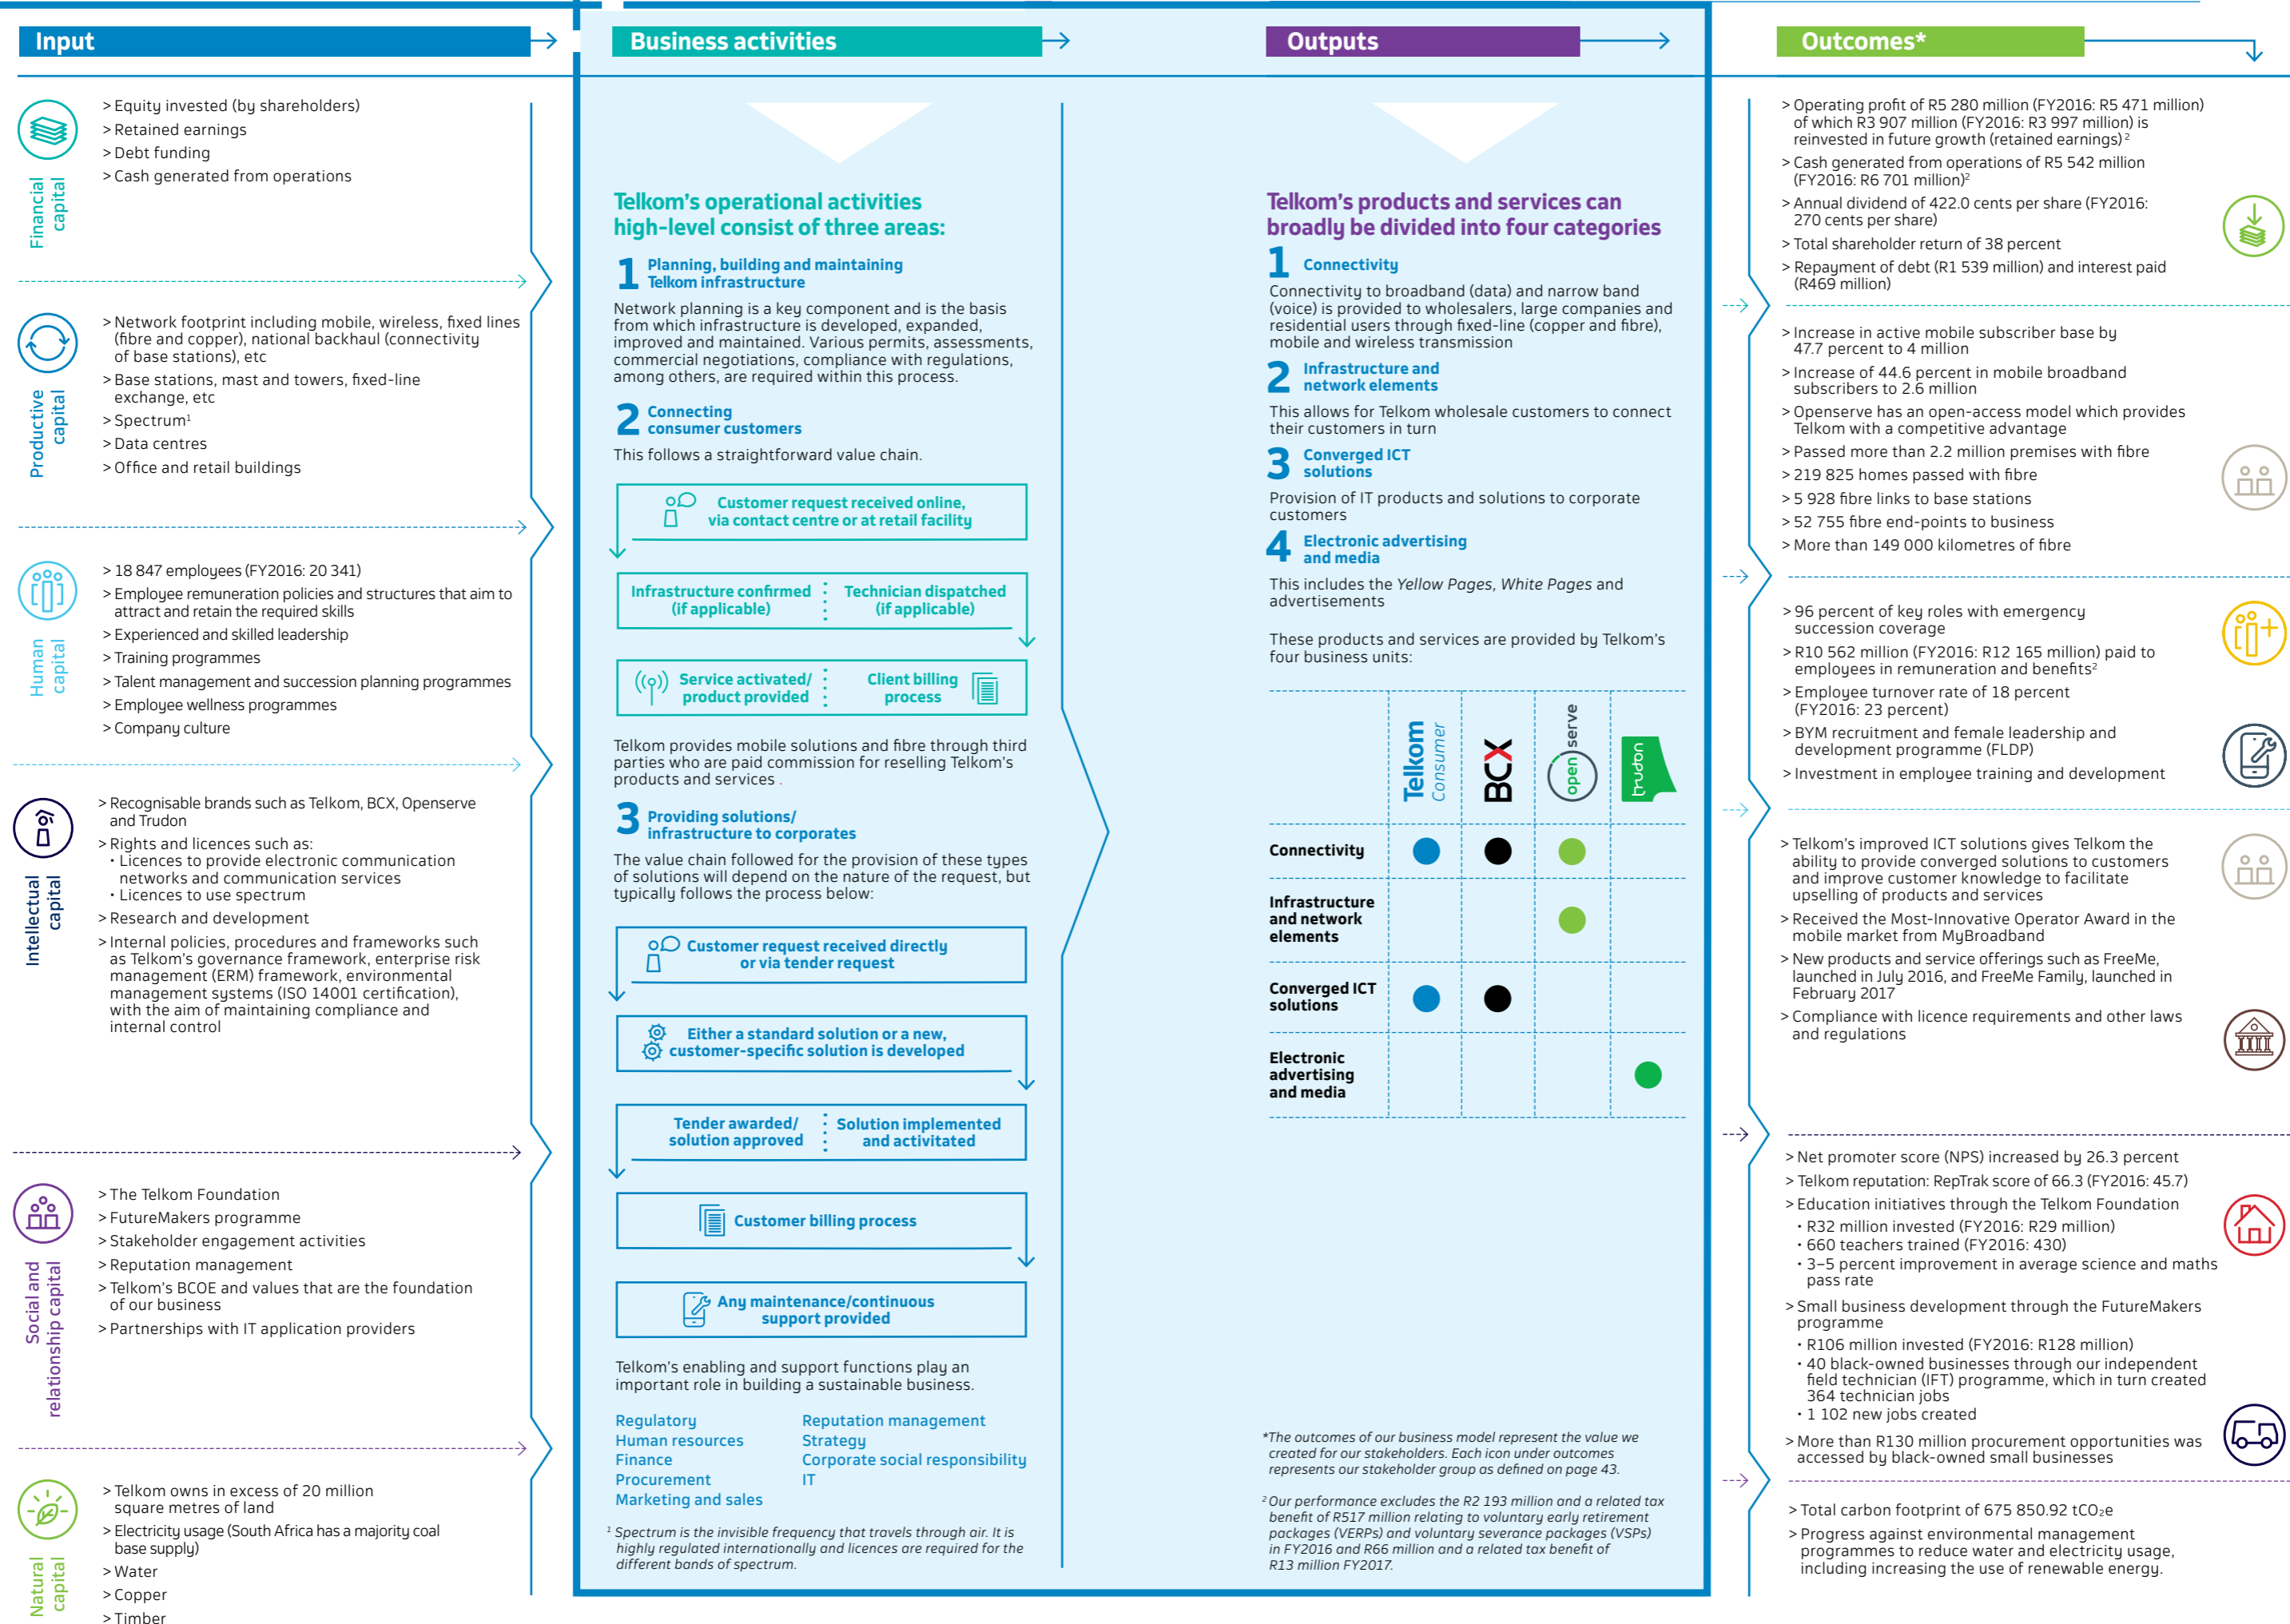 Input
Financial
capital
> Equity invested (by shareholders)
> Retained earnings
> Debt funding
> Cash generated from operations
Productive
capital
> Network footprint including mobile, wireless, fixed lines
(fibre and copper), national backhaul (connectivity
of base stations), etc
> Base stations, mast and towers, fixed-line
exchange, etc
> Spectrum¹
> Data centres
> Office and retail buildings
Human
capital
> 18 847 employees (FY2016: 20 341)
> Employee remuneration policies and structures that aim to
attract and retain the required skills
> Experienced and skilled leadership
> Training programmes
> Talent management and succession planning programmes
> Employee wellness programmes
> Company culture
Intellectual
capital
> Recognisable brands such as Telkom, BCX, Openserve
and Trudon
> Rights and licences such as:
• Licences to provide electronic communication
networks and communication services
• Licences to use spectrum
> Research and development
> Internal policies, procedures and frameworks such
as Telkom's governance framework, enterprise risk
management (ERM) framework, environmental
management systems (ISO 14001 certification),
with the aim of maintaining compliance and
internal control
Social and
relationship capital
> The Telkom Foundation
> FutureMakers programme
> Stakeholder engagement activities
> Reputation management
> Telkom's BCOE and values that are the foundation
of our business
> Partnerships with IT application providers
Natural
capital
> Telkom owns in excess of 20 million
square metres of land
> Electricity usage (South Africa has a majority coal
base supply)
> Water
> Copper
> Timber
Business activities
Telkom's operational activities
high-level consist of three areas:
1 Planning, building and maintaining
Telkom infrastructure
Network planning is a key component and is the basis
from which infrastructure is developed, expanded,
improved and maintained. Various permits, assessments,
commercial negotiations, compliance with regulations,
among others, are required within this process.
2 Connecting
consumer customers
This follows a straightforward value chain.
Customer request received online,
via contact centre or at retail facility
Infrastructure confirmed
(if applicable)
Technician dispatched
(if applicable)
Service activated/
product provided
Client billing
process
Telkom provides mobile solutions and fibre through third
parties who are paid commission for reselling Telkom's
products and services .
3 Providing solutions/
infrastructure to corporates
The value chain followed for the provision of these types
of solutions will depend on the nature of the request, but
typically follows the process below:
Customer request received directly
or via tender request
Either a standard solution or a new,
customer-specific solution is developed
Tender awarded/
solution approved
Solution implemented
and activitated
Customer billing process
Any maintenance/continuous
support provided
Telkom's enabling and support functions play an
important role in building a sustainable business.
Regulatory
Human resources
Finance
Procurement
Marketing and sales
Reputation management
Strategy
Corporate social responsibility
IT
¹ Spectrum is the invisible frequency that travels through air. It is
highly regulated internationally and licences are required for the
different bands of spectrum.
Outputs
Telkom's products and services can
broadly be divided into four categories
1 Connectivity
Connectivity to broadband (data) and narrow band
(voice) is provided to wholesalers, large companies and
residential users through fixed-line (copper and fibre),
mobile and wireless transmission
2 Infrastructure and
network elements
This allows for Telkom wholesale customers to connect
their customers in turn
3 Converged ICT
solutions
Provision of IT products and solutions to corporate
customers
4 Electronic advertising
and media
This includes the Yellow Pages, White Pages and
advertisements
These products and services are provided by Telkom's
four business units:
Telkom
Consumer
BCX
open serve
trudon
Connectivity
Infrastructure
and network
elements
Converged ICT
solutions
Electronic
advertising
and media
*The outcomes of our business model represent the value we
created for our stakeholders. Each icon under outcomes
represents our stakeholder group as defined on page 43.
² Our performance excludes the R2 193 million and a related tax
benefit of R517 million relating to voluntary early retirement
packages (VERPs) and voluntary severance packages (VSPs)
in FY2016 and R66 million and a related tax benefit of
R13 million FY2017.
Outcomes*
> Operating profit of R5 280 million (FY2016: R5 471 million)
of which R3 907 million (FY2016: R3 997 million) is
reinvested in future growth (retained earnings) ²
> Cash generated from operations of R5 542 million
(FY2016: R6 701 million)²
> Annual dividend of 422.0 cents per share (FY2016:
270 cents per share)
> Total shareholder return of 38 percent
> Repayment of debt (R1 539 million) and interest paid
(R469 million)
> Increase in active mobile subscriber base by
47.7 percent to 4 million
> Increase of 44.6 percent in mobile broadband
subscribers to 2.6 million
> Openserve has an open-access model which provides
Telkom with a competitive advantage
> Passed more than 2.2 million premises with fibre
> 219 825 homes passed with fibre
> 5 928 fibre links to base stations
> 52 755 fibre end-points to business
> More than 149 000 kilometres of fibre
> 96 percent of key roles with emergency
succession coverage
> R10 562 million (FY2016: R12 165 million) paid to
employees in remuneration and benefits²
> Employee turnover rate of 18 percent
(FY2016: 23 percent)
> BYM recruitment and female leadership and
development programme (FLDP)
> Investment in employee training and development
> Telkom's improved ICT solutions gives Telkom the
ability to provide converged solutions to customers
and improve customer knowledge to facilitate
upselling of products and services
> Received the Most-Innovative Operator Award in the
mobile market from MyBroadband
> New products and service offerings such as FreeMe,
launched in July 2016, and FreeMe Family, launched in
February 2017
> Compliance with licence requirements and other laws
and regulations
> Net promoter score (NPS) increased by 26.3 percent
> Telkom reputation: RepTrak score of 66.3 (FY2016: 45.7)
> Education initiatives through the Telkom Foundation
• R32 million invested (FY2016: R29 million)
• 660 teachers trained (FY2016: 430)
• 3–5 percent improvement in average science and maths
pass rate
> Small business development through the FutureMakers
programme
• R106 million invested (FY2016: R128 million)
• 40 black-owned businesses through our independent
field technician (IFT) programme, which in turn created
364 technician jobs
• 1 102 new jobs created
> More than R130 million procurement opportunities was
accessed by black-owned small businesses
> Total carbon footprint of 675 850.92 tCO₂e
> Progress against environmental management
programmes to reduce water and electricity usage,
including increasing the use of renewable energy.